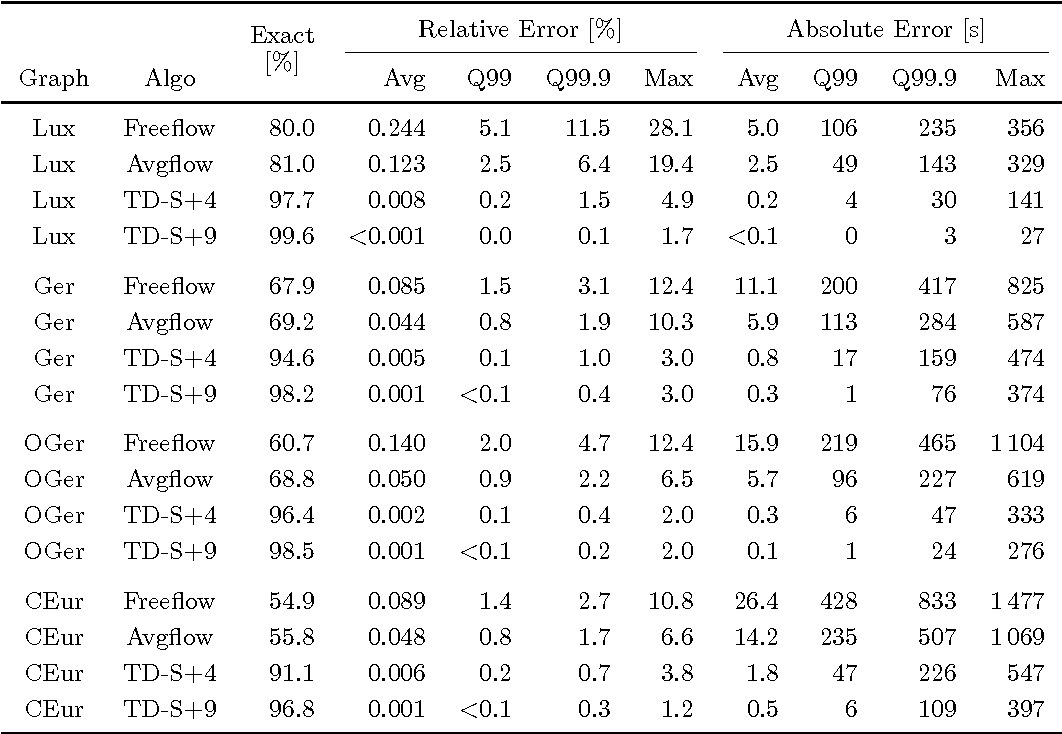 Exact Relative Error [%] Absolute Error [s]
[%]
Graph Algo Avg Q99 Q99.9 Max Avg Q99 Q99.9 Max
Lux Freeflow 80.0 0.244 5.1 11.5 28.1 5.0 106 235 356
Lux Avgflow 81.0 0.123 2.5 6.4 19.4 2.5 49 143 329
Lux TD-S+4 97.7 0.008 0.2 1.5 4.9 0.2 4 30 141
Lux TD-S+9 99.6 <0.001 0.0 0.1 1.7 <0.1 0 3 27
Ger Freeflow 67.9 0.085 1.5 3.1 12.4 11.1 200 417 825
Ger Avgflow 69.2 0.044 0.8 1.9 10.3 5.9 113 284 587
Ger TD-S+4 94.6 0.005 0.1 1.0 3.0 0.8 17 159 474
Ger TD-S+9 98.2 0.001 <0.1 0.4 3.0 0.3 1 76 374
OGer Freeflow 60.7 0.140 2.0 4.7 12.4 15.9 219 465 1 104
OGer Avgflow 68.8 0.050 0.9 2.2 6.5 5.7 96 227 619
OGer TD-S+4 96.4 0.002 0.1 0.4 2.0 0.3 6 47 333
OGer TD-S+9 98.5 0.001 <0.1 0.2 2.0 0.1 1 24 276
CEur Freeflow 54.9 0.089 1.4 2.7 10.8 26.4 428 833 1 477
CEur Avgflow 55.8 0.048 0.8 1.7 6.6 14.2 235 507 1 069
CEur TD-S+4 91.1 0.006 0.2 0.7 3.8 1.8 47 226 547
CEur TD-S+9 96.8 0.001 <0.1 0.3 1.2 0.5 6 109 397